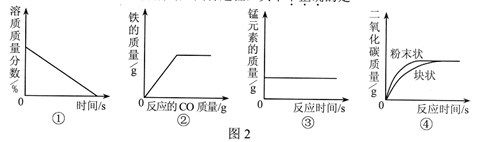 溶质质量分数/%
0
时间/s
①
铁的质量/g
0
反应的CO质量/g
②
锰元素的质量/g
0
反应时间/s
③
二氧化碳质量/g
粉末状
块状
0
反应时间/s
④
图2